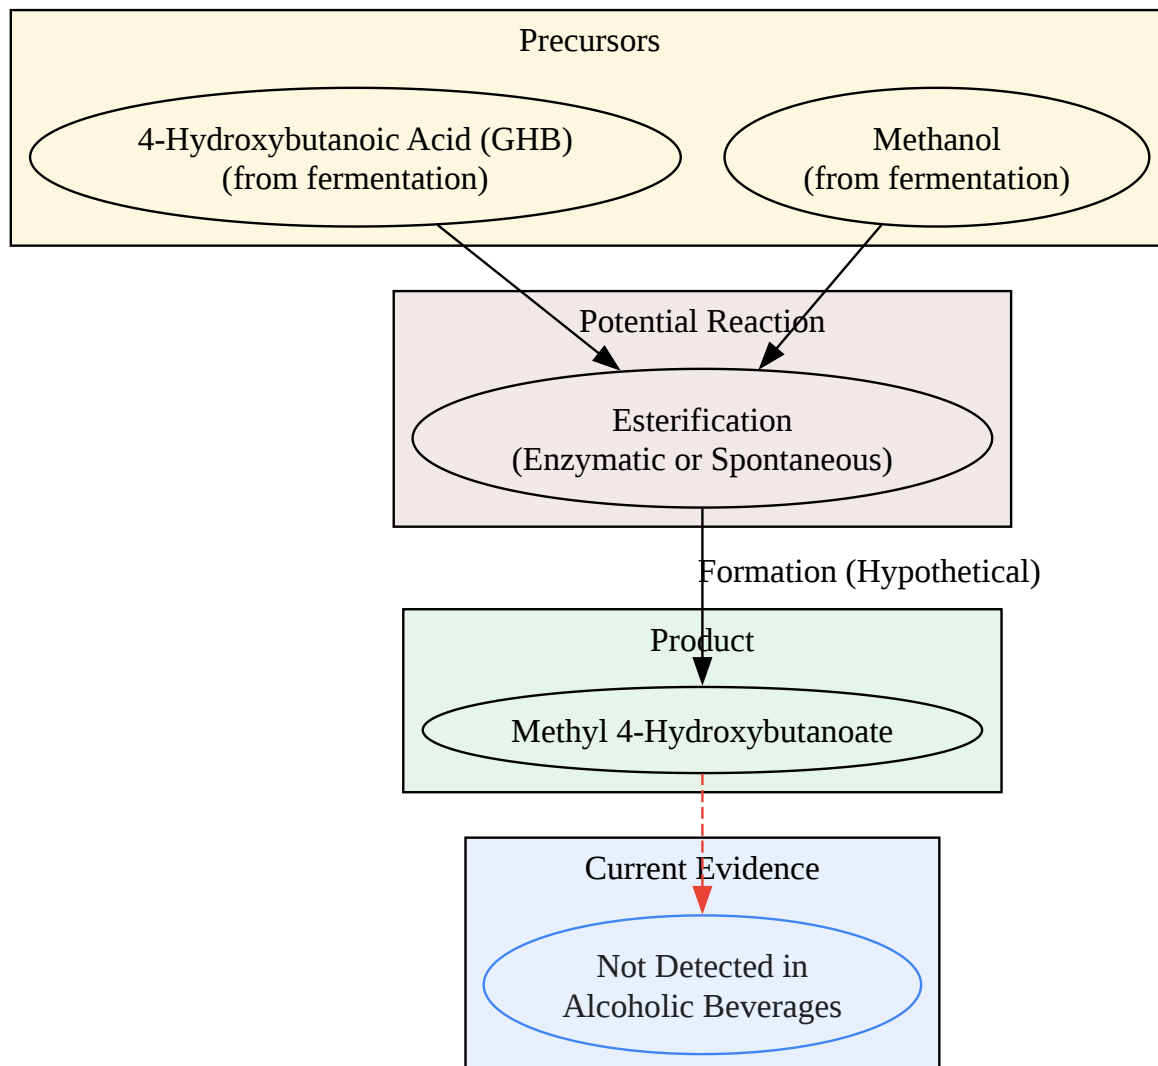 Precursors
4-Hydroxybutanoic Acid (GHB)
(from fermentation)
Methanol
(from fermentation)
Potential Reaction
Esterification
(Enzymatic or Spontaneous)
Formation (Hypothetical)
Product
Methyl 4-Hydroxybutanoate
Current Evidence
Not Detected in
Alcoholic Beverages